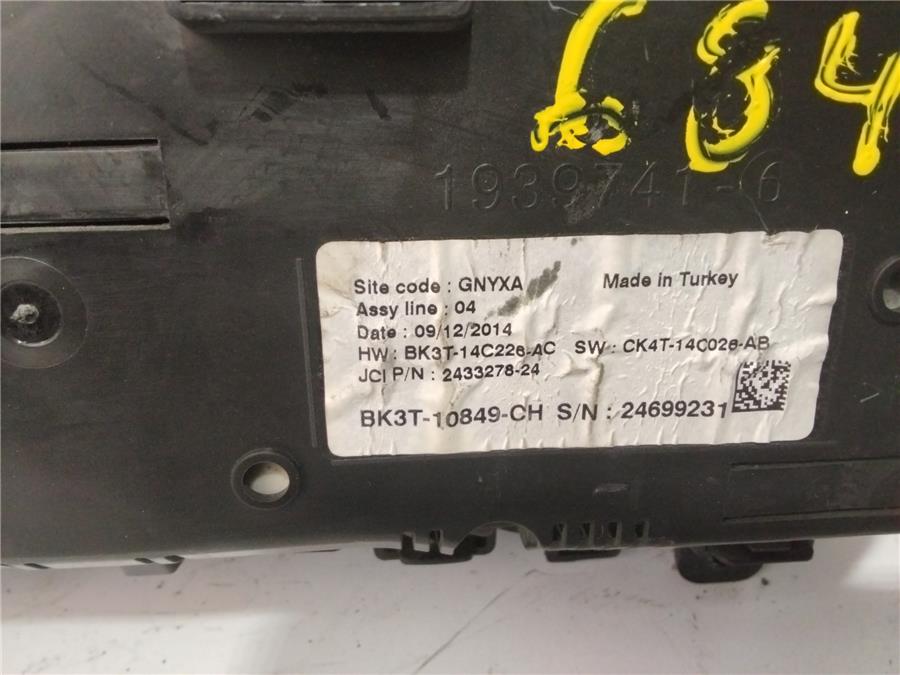 684
1939741-6
Site code : GNYXA Made in Turkey
Assy line : 04
Date : 09/12/2014
HW : BK3T-14C226-AC SW : CK4T-14C026-AB
JCI P/N : 2433278-24
BK3T-10849-CH S/N : 24699231